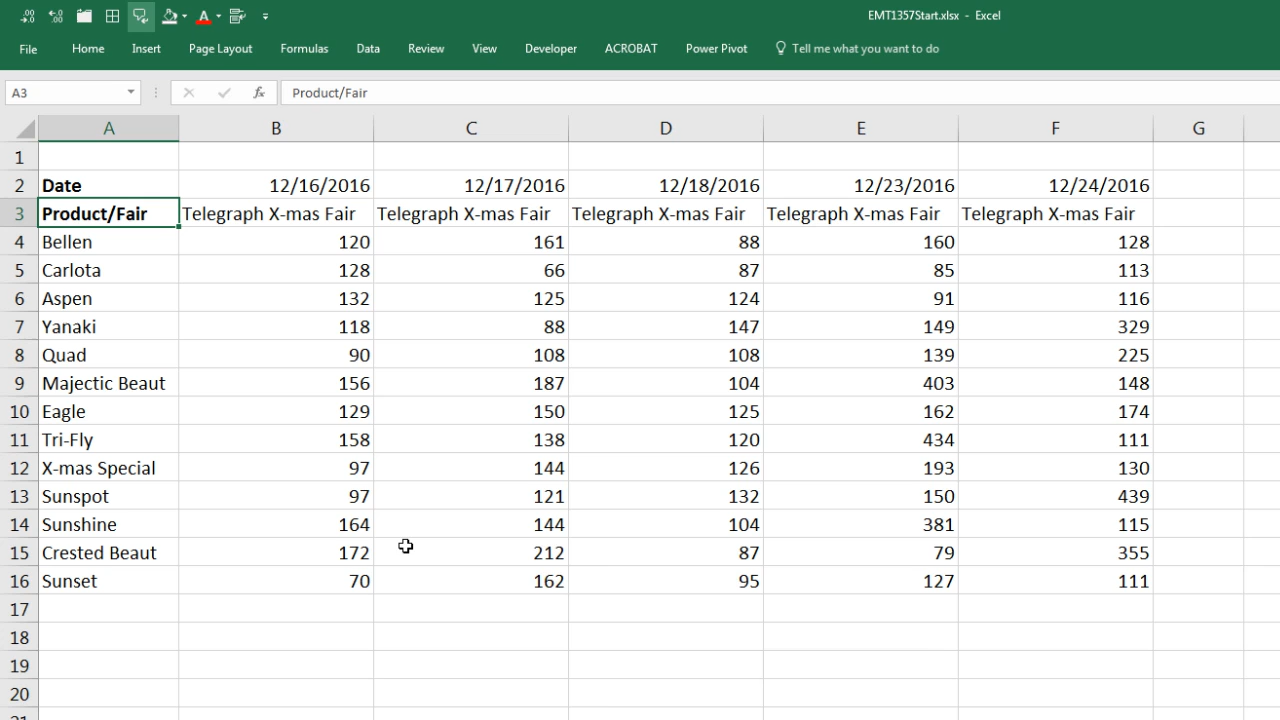 EMT1357Start.xlsx - Excel
File Home Insert Page Layout Formulas Data Review View Developer ACROBAT Power Pivot Tell me what you want to do
A3 fx Product/Fair
A B C D E F G
1
2 Date 12/16/2016 12/17/2016 12/18/2016 12/23/2016 12/24/2016
3 Product/Fair Telegraph X-mas Fair Telegraph X-mas Fair Telegraph X-mas Fair Telegraph X-mas Fair Telegraph X-mas Fair
4 Bellen 120 161 88 160 128
5 Carlota 128 66 87 85 113
6 Aspen 132 125 124 91 116
7 Yanaki 118 88 147 149 329
8 Quad 90 108 108 139 225
9 Majectic Beaut 156 187 104 403 148
10 Eagle 129 150 125 162 174
11 Tri-Fly 158 138 120 434 111
12 X-mas Special 97 144 126 193 130
13 Sunspot 97 121 132 150 439
14 Sunshine 164 144 104 381 115
15 Crested Beaut 172 212 87 79 355
16 Sunset 70 162 95 127 111
17
18
19
20